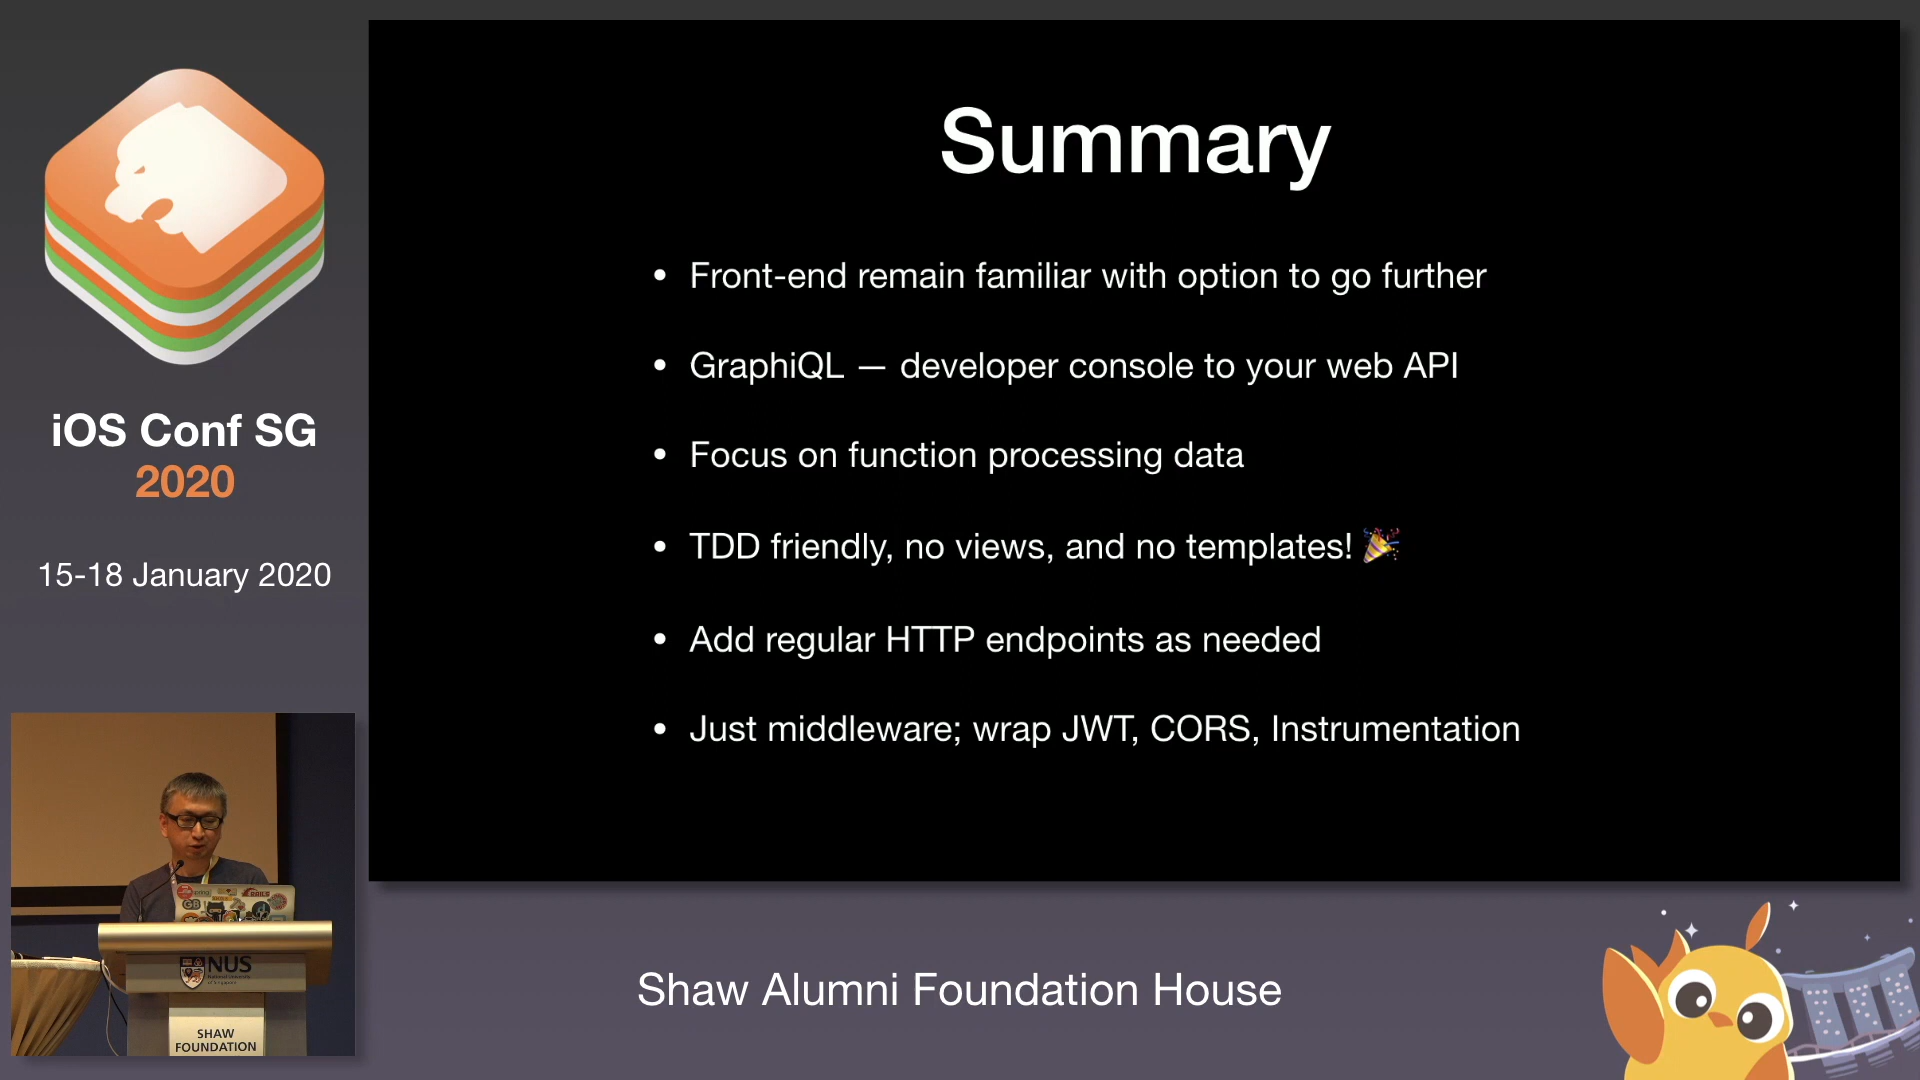 Summary
• Front-end remain familiar with option to go further
• GraphiQL — developer console to your web API
• Focus on function processing data
• TDD friendly, no views, and no templates! 🎉
• Add regular HTTP endpoints as needed
• Just middleware; wrap JWT, CORS, Instrumentation
iOS Conf SG
2020
15-18 January 2020
NUS
National University
of Singapore
SHAW
FOUNDATION
Shaw Alumni Foundation House